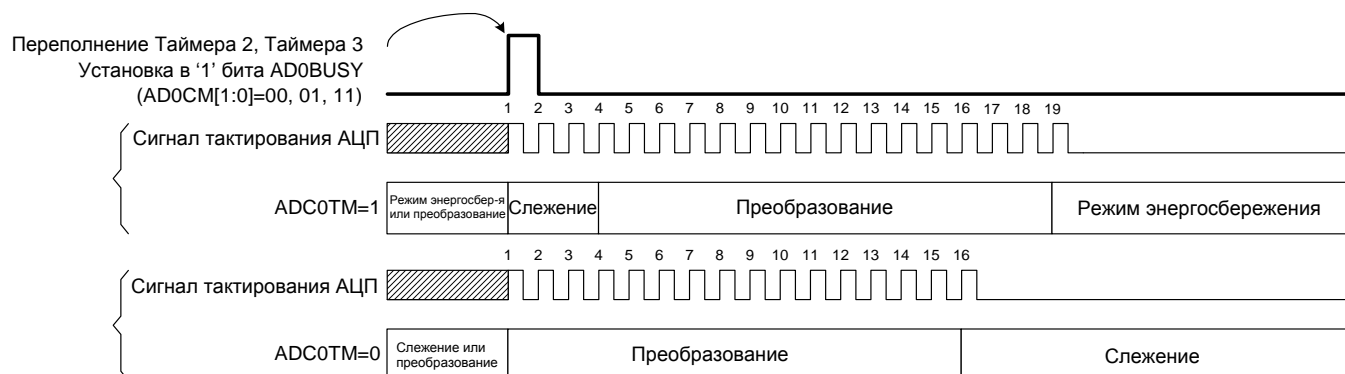 Переполнение Таймера 2, Таймера 3
Установка в ‘1’ бита AD0BUSY
(AD0CM[1:0]=00, 01, 11)
1 2 3 4 5 6 7 8 9 10 11 12 13 14 15 16 17 18 19
Сигнал тактирования АЦП
ADC0TM=1
Режим энергосбер-я
или преобразование
Слежение
Преобразование
Режим энергосбережения
1 2 3 4 5 6 7 8 9 10 11 12 13 14 15 16
Сигнал тактирования АЦП
ADC0TM=0
Слежение или
преобразование
Преобразование
Слежение